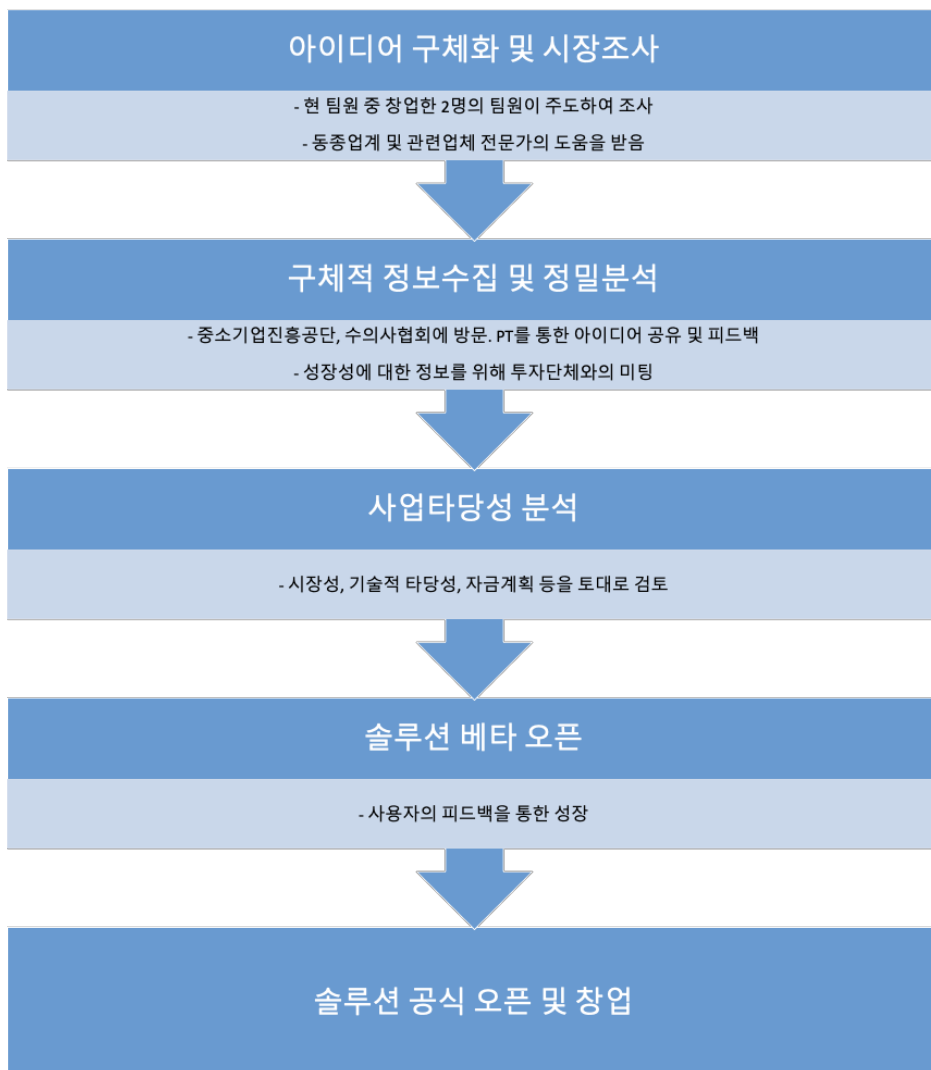 아이디어 구체화 및 시장조사
- 현 팀원 중 창업한 2명의 팀원이 주도하여 조사
- 동종업계 및 관련업체 전문가의 도움을 받음
구체적 정보수집 및 정밀분석
- 중소기업진흥공단, 수의사협회에 방문. PT를 통한 아이디어 공유 및 피드백
- 성장성에 대한 정보를 위해 투자단체와의 미팅
사업타당성 분석
- 시장성, 기술적 타당성, 자금계획 등을 토대로 검토
솔루션 베타 오픈
- 사용자의 피드백을 통한 성장
솔루션 공식 오픈 및 창업